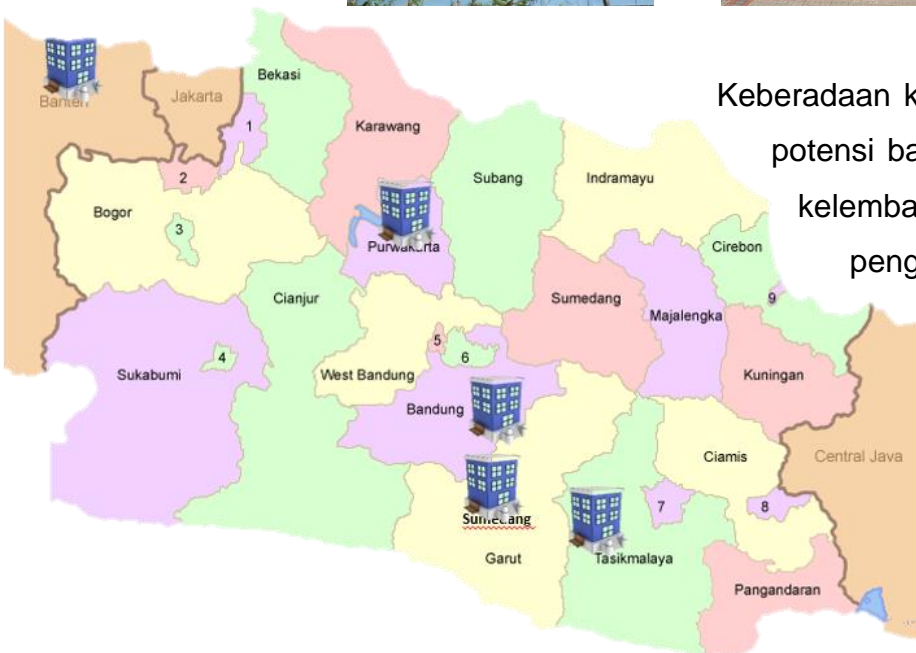 Keberadaan k
potensi ba
kelemba
peng
Bekasi
Banten
Jakarta
1
Karawang
2
Subang
Indramayu
Bogor
3
Purwakarta
Cirebon
Cianjur
Sumedang
9
Majalengka
5
4
6
Sukabumi
West Bandung
Kuningan
Bandung
Ciamis
Central Java
7
8
Sumedang
Garut
Tasikmalaya
Pangandaran